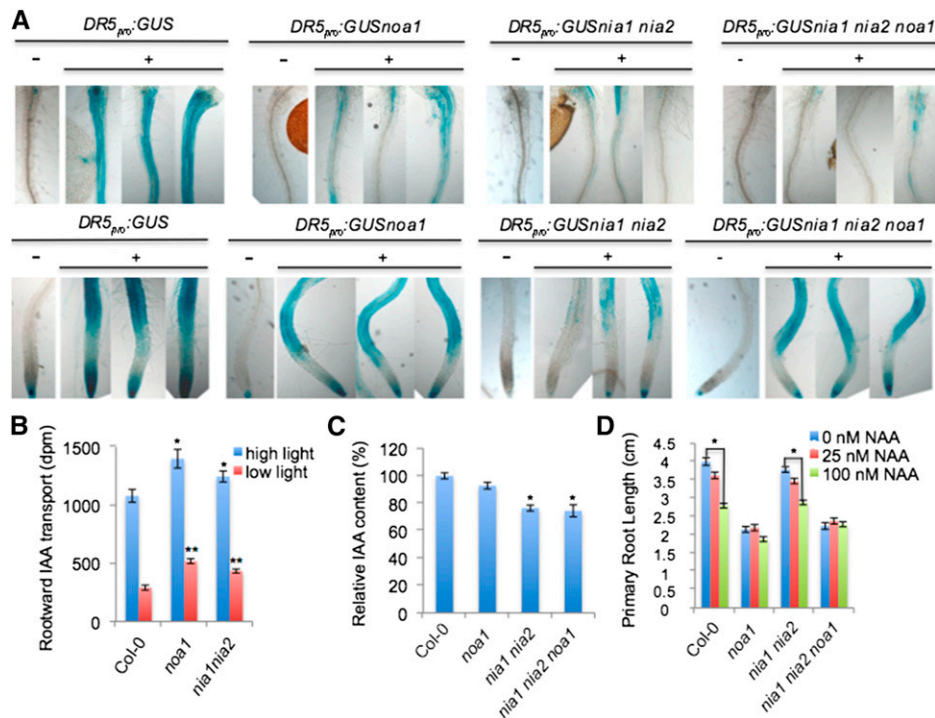 A
DR5pro:GUS DR5pro:GUSnoa1 DR5pro:GUSnia1 nia2 DR5pro:GUSnia1 nia2 noa1
− + − + − + - +
DR5pro:GUS DR5pro:GUSnoa1 DR5pro:GUSnia1 nia2 DR5pro:GUSnia1 nia2 noa1
− + − + − + - +
B
Rootward IAA transport (dpm)
1500
1000
500
0
high light
low light
* * ** **
Col-0 noa1 nia1nia2
C
Relative IAA content (%)
120
100
80
60
40
20
0
* *
Col-0 noa1 nia1 nia2 nia1 nia2 noa1
D
Primary Root Length (cm)
4.5
4
3.5
3
2.5
2
1.5
1
0.5
0
0 nM NAA
25 nM NAA
100 nM NAA
* *
Col-0 noa1 nia1 nia2 nia1 nia2 noa1